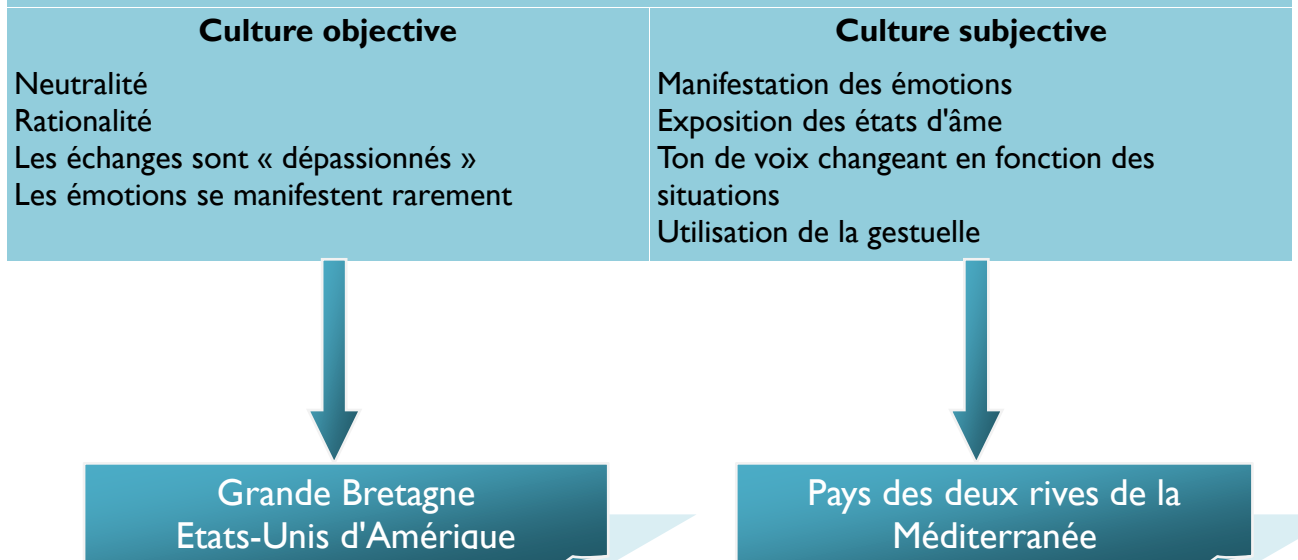 Culture objective
Neutralité
Rationalité
Les échanges sont « dépassionnés »
Les émotions se manifestent rarement
Culture subjective
Manifestation des émotions
Exposition des états d'âme
Ton de voix changeant en fonction des
situations
Utilisation de la gestuelle
Grande Bretagne
Etats-Unis d'Amérique
Pays des deux rives de la
Méditerranée